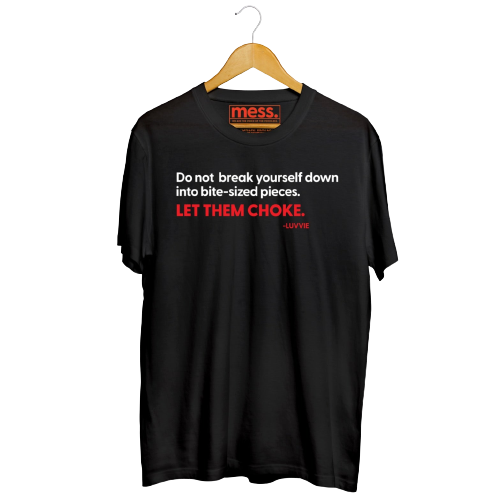 mess.
Do not break yourself down
into bite-sized pieces.
LET THEM CHOKE.
-LUVVIE